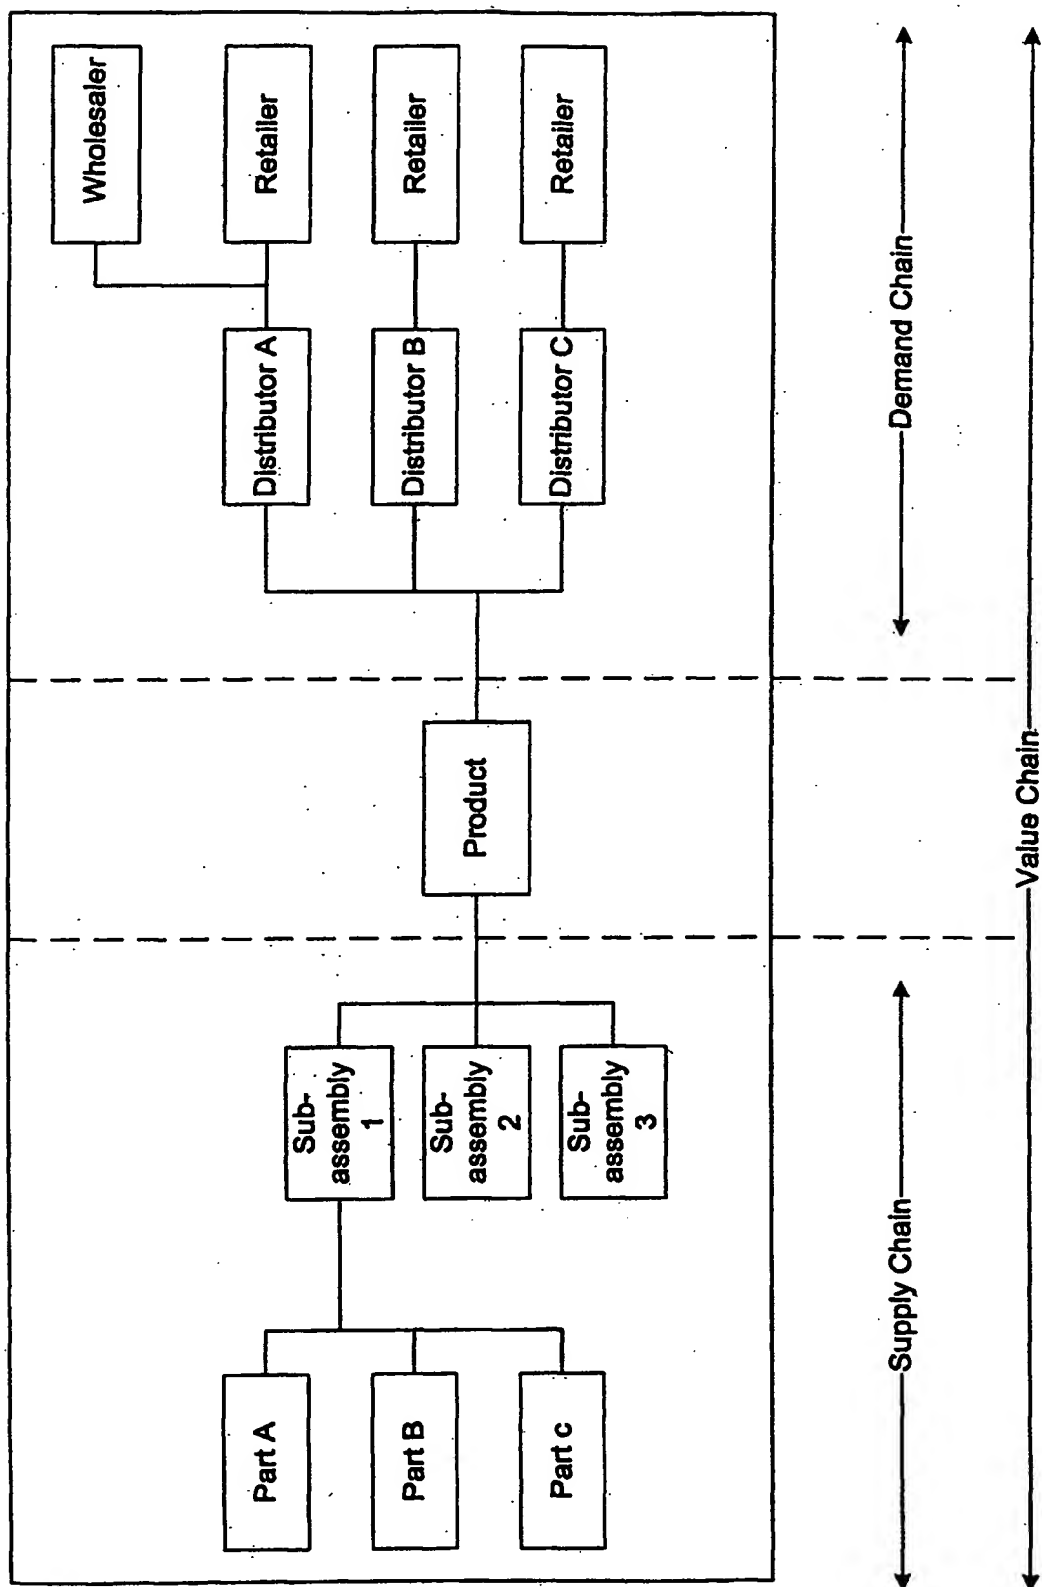 Wholesaler
Retailer
Retailer
Retailer
Distributor A
Distributor B
Distributor C
Product
Sub-
assembly
1
Sub-
assembly
2
Sub-
assembly
3
Part A
Part B
Part c
Demand Chain
Supply Chain
Value Chain